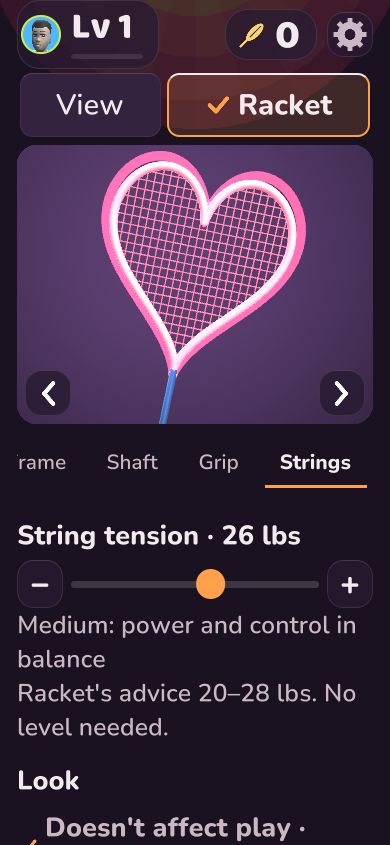 Lv 1
0
View
Racket
rame
Shaft
Grip
Strings
String tension · 26 lbs
Medium: power and control in
balance
Racket's advice 20–28 lbs. No
level needed.
Look
Doesn't affect play ·